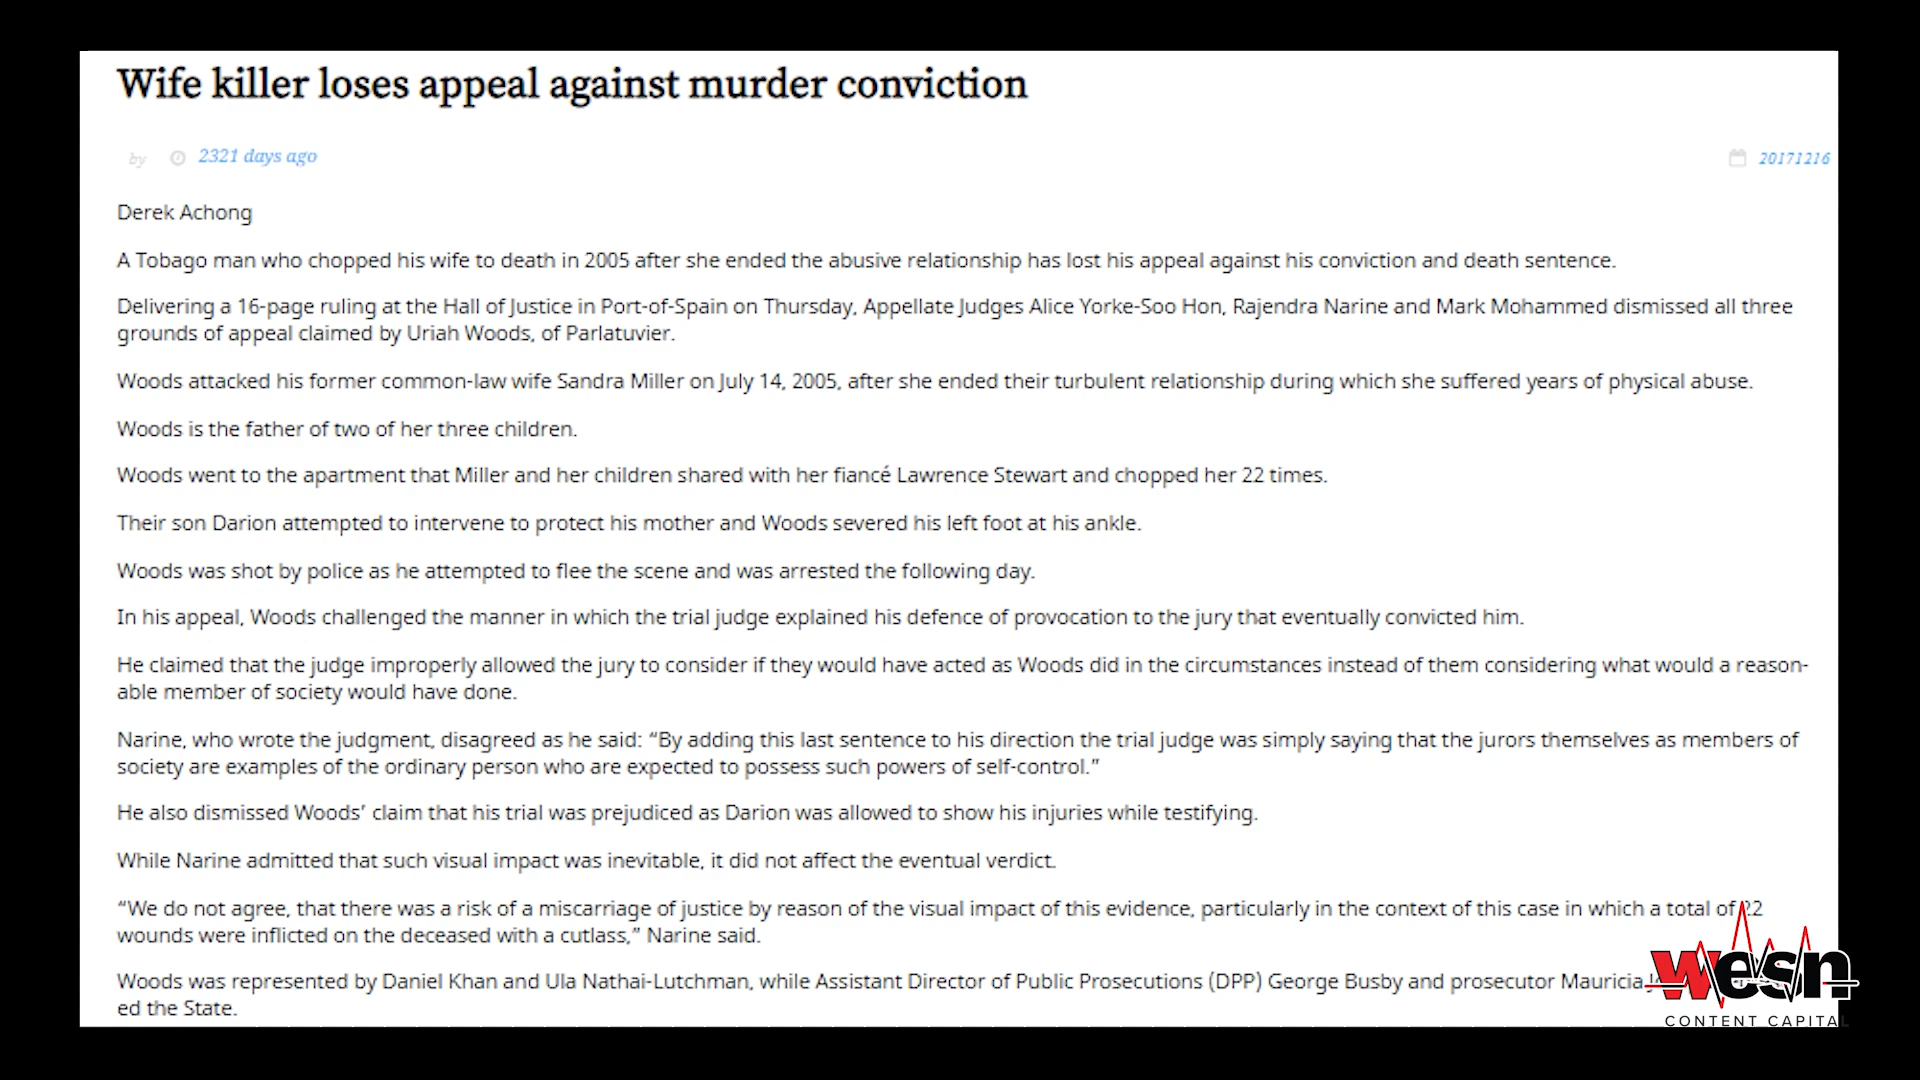 Wife killer loses appeal against murder conviction
by 2321 days ago 20171216
Derek Achong
A Tobago man who chopped his wife to death in 2005 after she ended the abusive relationship has lost his appeal against his conviction and death sentence.
Delivering a 16-page ruling at the Hall of Justice in Port-of-Spain on Thursday, Appellate Judges Alice Yorke-Soo Hon, Rajendra Narine and Mark Mohammed dismissed all three
grounds of appeal claimed by Uriah Woods, of Parlatuvier.
Woods attacked his former common-law wife Sandra Miller on July 14, 2005, after she ended their turbulent relationship during which she suffered years of physical abuse.
Woods is the father of two of her three children.
Woods went to the apartment that Miller and her children shared with her fiancé Lawrence Stewart and chopped her 22 times.
Their son Darion attempted to intervene to protect his mother and Woods severed his left foot at his ankle.
Woods was shot by police as he attempted to flee the scene and was arrested the following day.
In his appeal, Woods challenged the manner in which the trial judge explained his defence of provocation to the jury that eventually convicted him.
He claimed that the judge improperly allowed the jury to consider if they would have acted as Woods did in the circumstances instead of them considering what would a reason-
able member of society would have done.
Narine, who wrote the judgment, disagreed as he said: “By adding this last sentence to his direction the trial judge was simply saying that the jurors themselves as members of
society are examples of the ordinary person who are expected to possess such powers of self-control.”
He also dismissed Woods’ claim that his trial was prejudiced as Darion was allowed to show his injuries while testifying.
While Narine admitted that such visual impact was inevitable, it did not affect the eventual verdict.
“We do not agree, that there was a risk of a miscarriage of justice by reason of the visual impact of this evidence, particularly in the context of this case in which a total of 22
wounds were inflicted on the deceased with a cutlass,” Narine said.
Woods was represented by Daniel Khan and Ula Nathai-Lutchman, while Assistant Director of Public Prosecutions (DPP) George Busby and prosecutor Mauricia
ed the State.
wesn
CONTENT CAPITAL